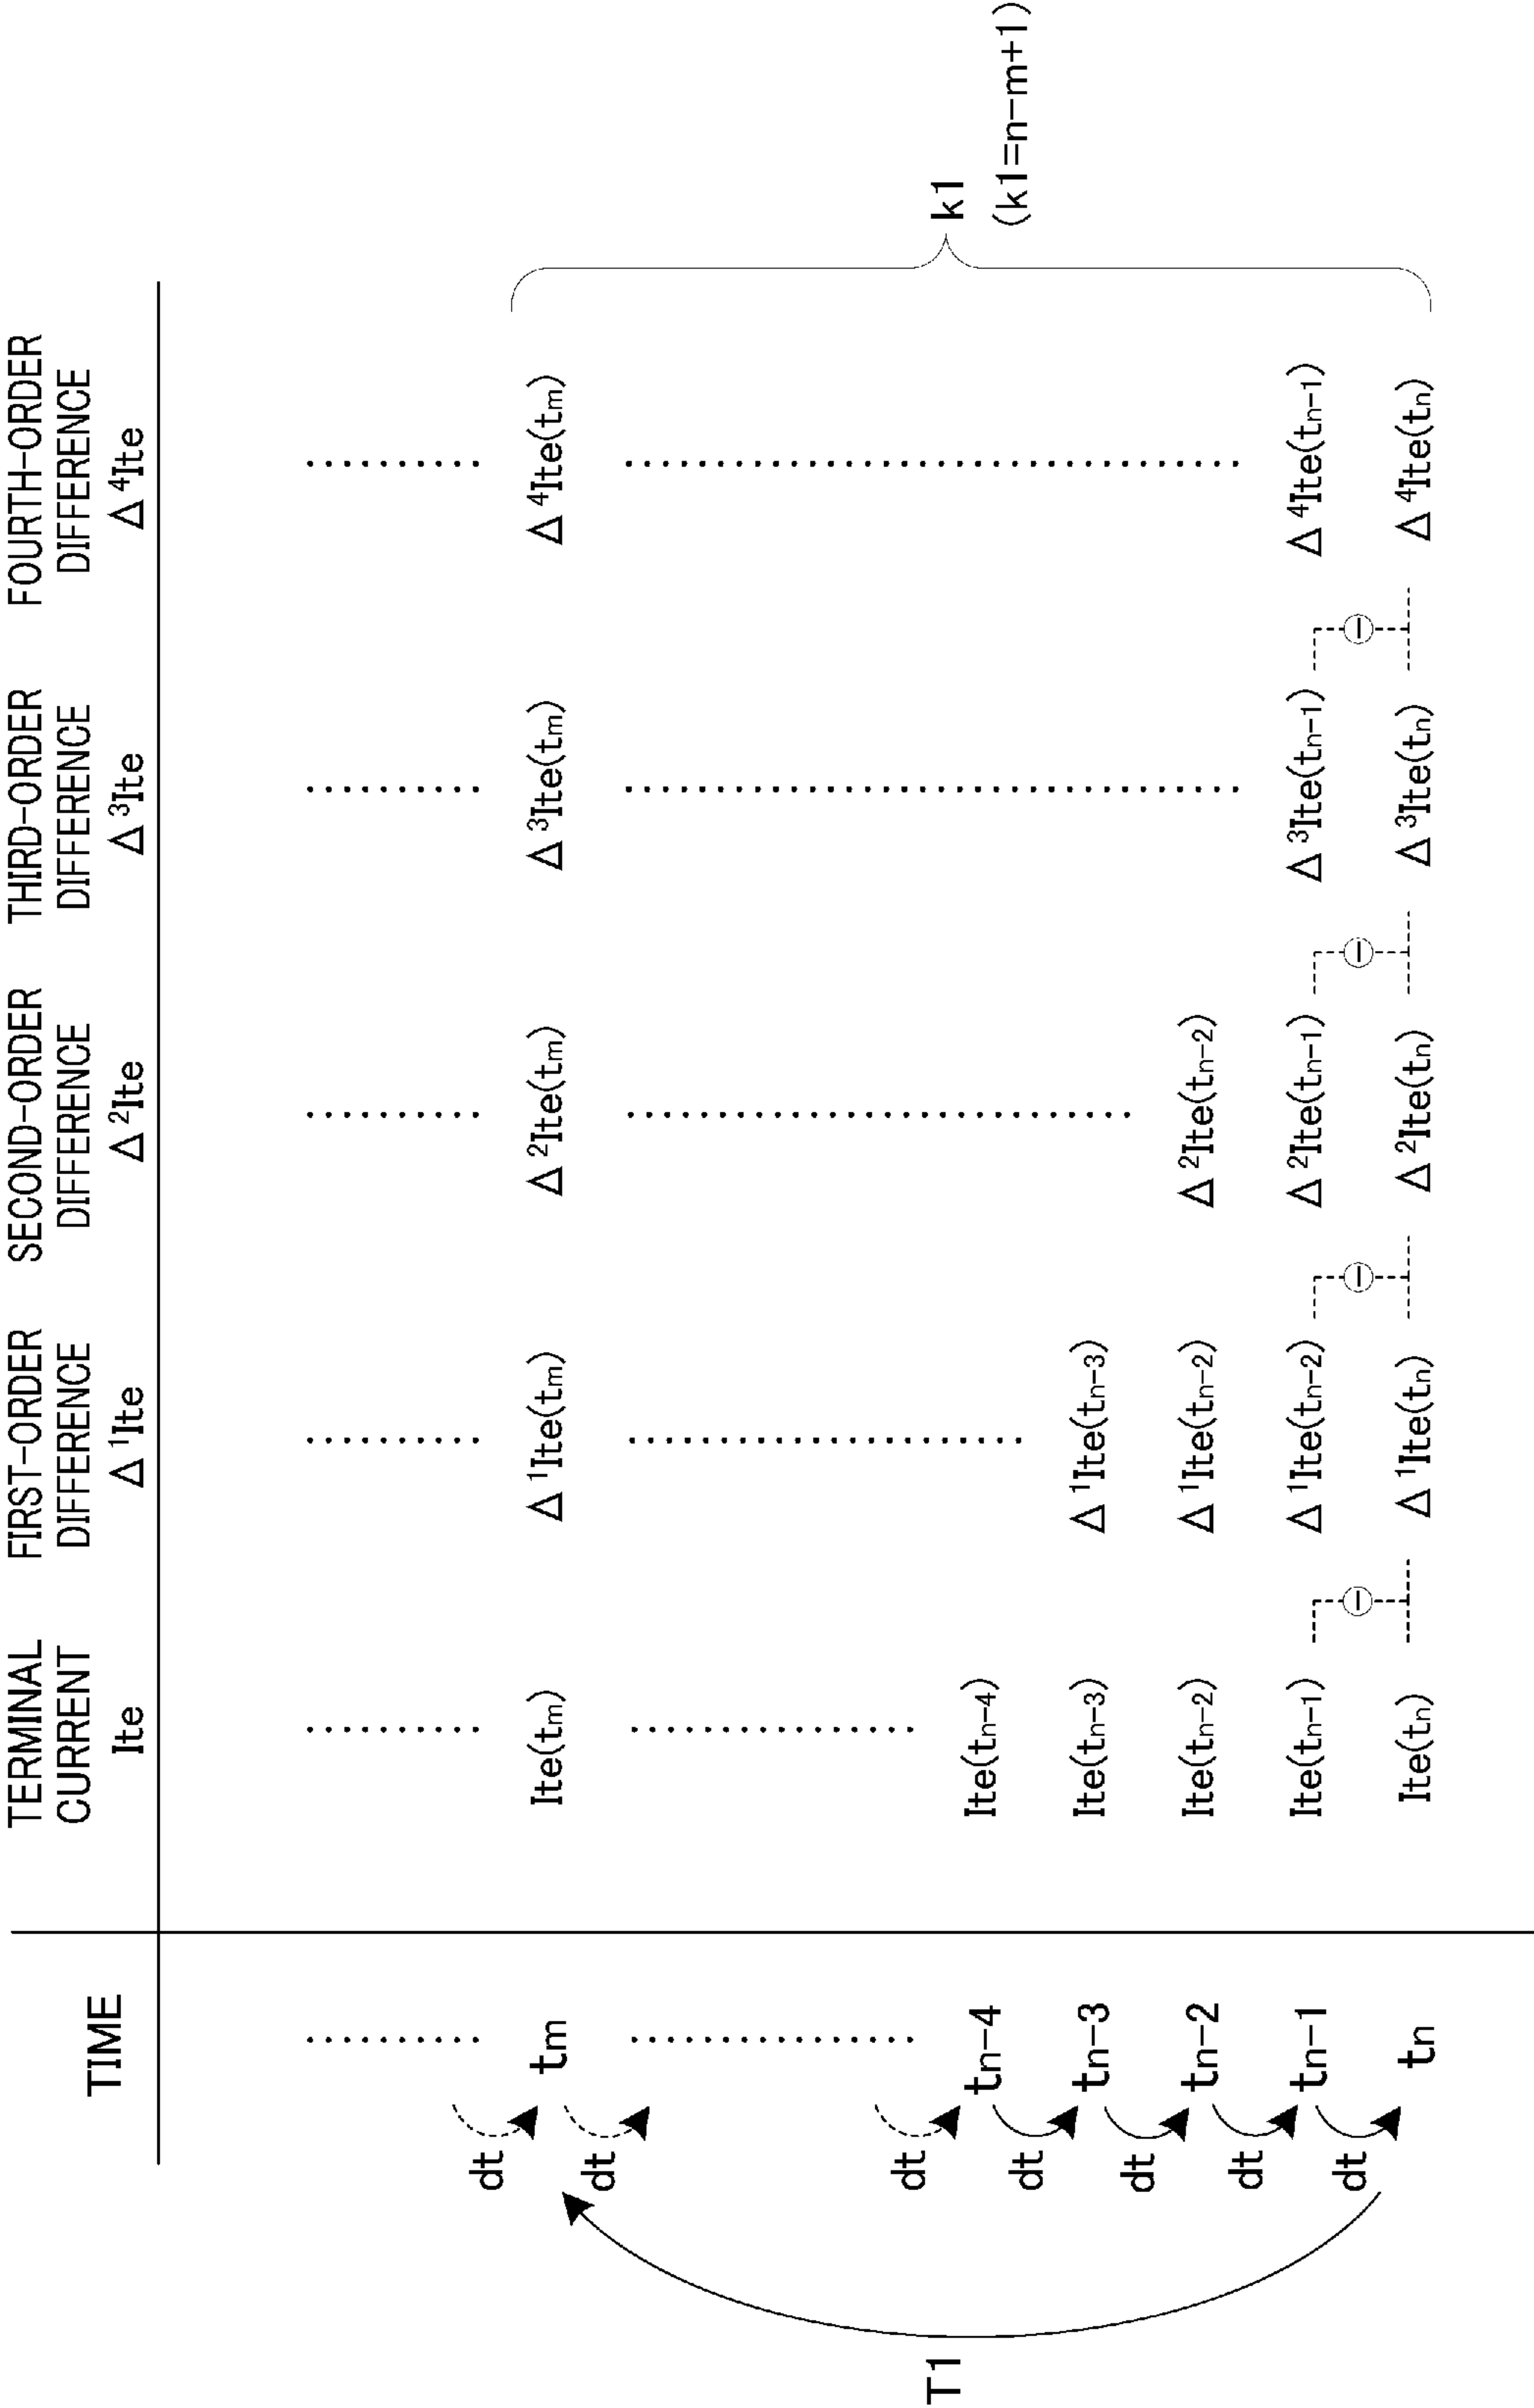 TIME
TERMINAL
CURRENT
Ite
FIRST-ORDER
DIFFERENCE
Δ¹Ite
SECOND-ORDER
DIFFERENCE
Δ²Ite
THIRD-ORDER
DIFFERENCE
Δ³Ite
FOURTH-ORDER
DIFFERENCE
Δ⁴Ite
dt
tm Ite(tm) Δ¹Ite(tm) Δ²Ite(tm) Δ³Ite(tm) Δ⁴Ite(tm)
dt
T1
k1
(k1=n-m+1)
dt
tn-4 Ite(tn-4)
dt
tn-3 Ite(tn-3) Δ¹Ite(tn-3)
dt
tn-2 Ite(tn-2) Δ¹Ite(tn-2) Δ²Ite(tn-2)
dt
tn-1 Ite(tn-1) Δ¹Ite(tn-2) Δ²Ite(tn-1) Δ³Ite(tn-1) Δ⁴Ite(tn-1)
dt
tn Ite(tn) Δ¹Ite(tn) Δ²Ite(tn) Δ³Ite(tn) Δ⁴Ite(tn)